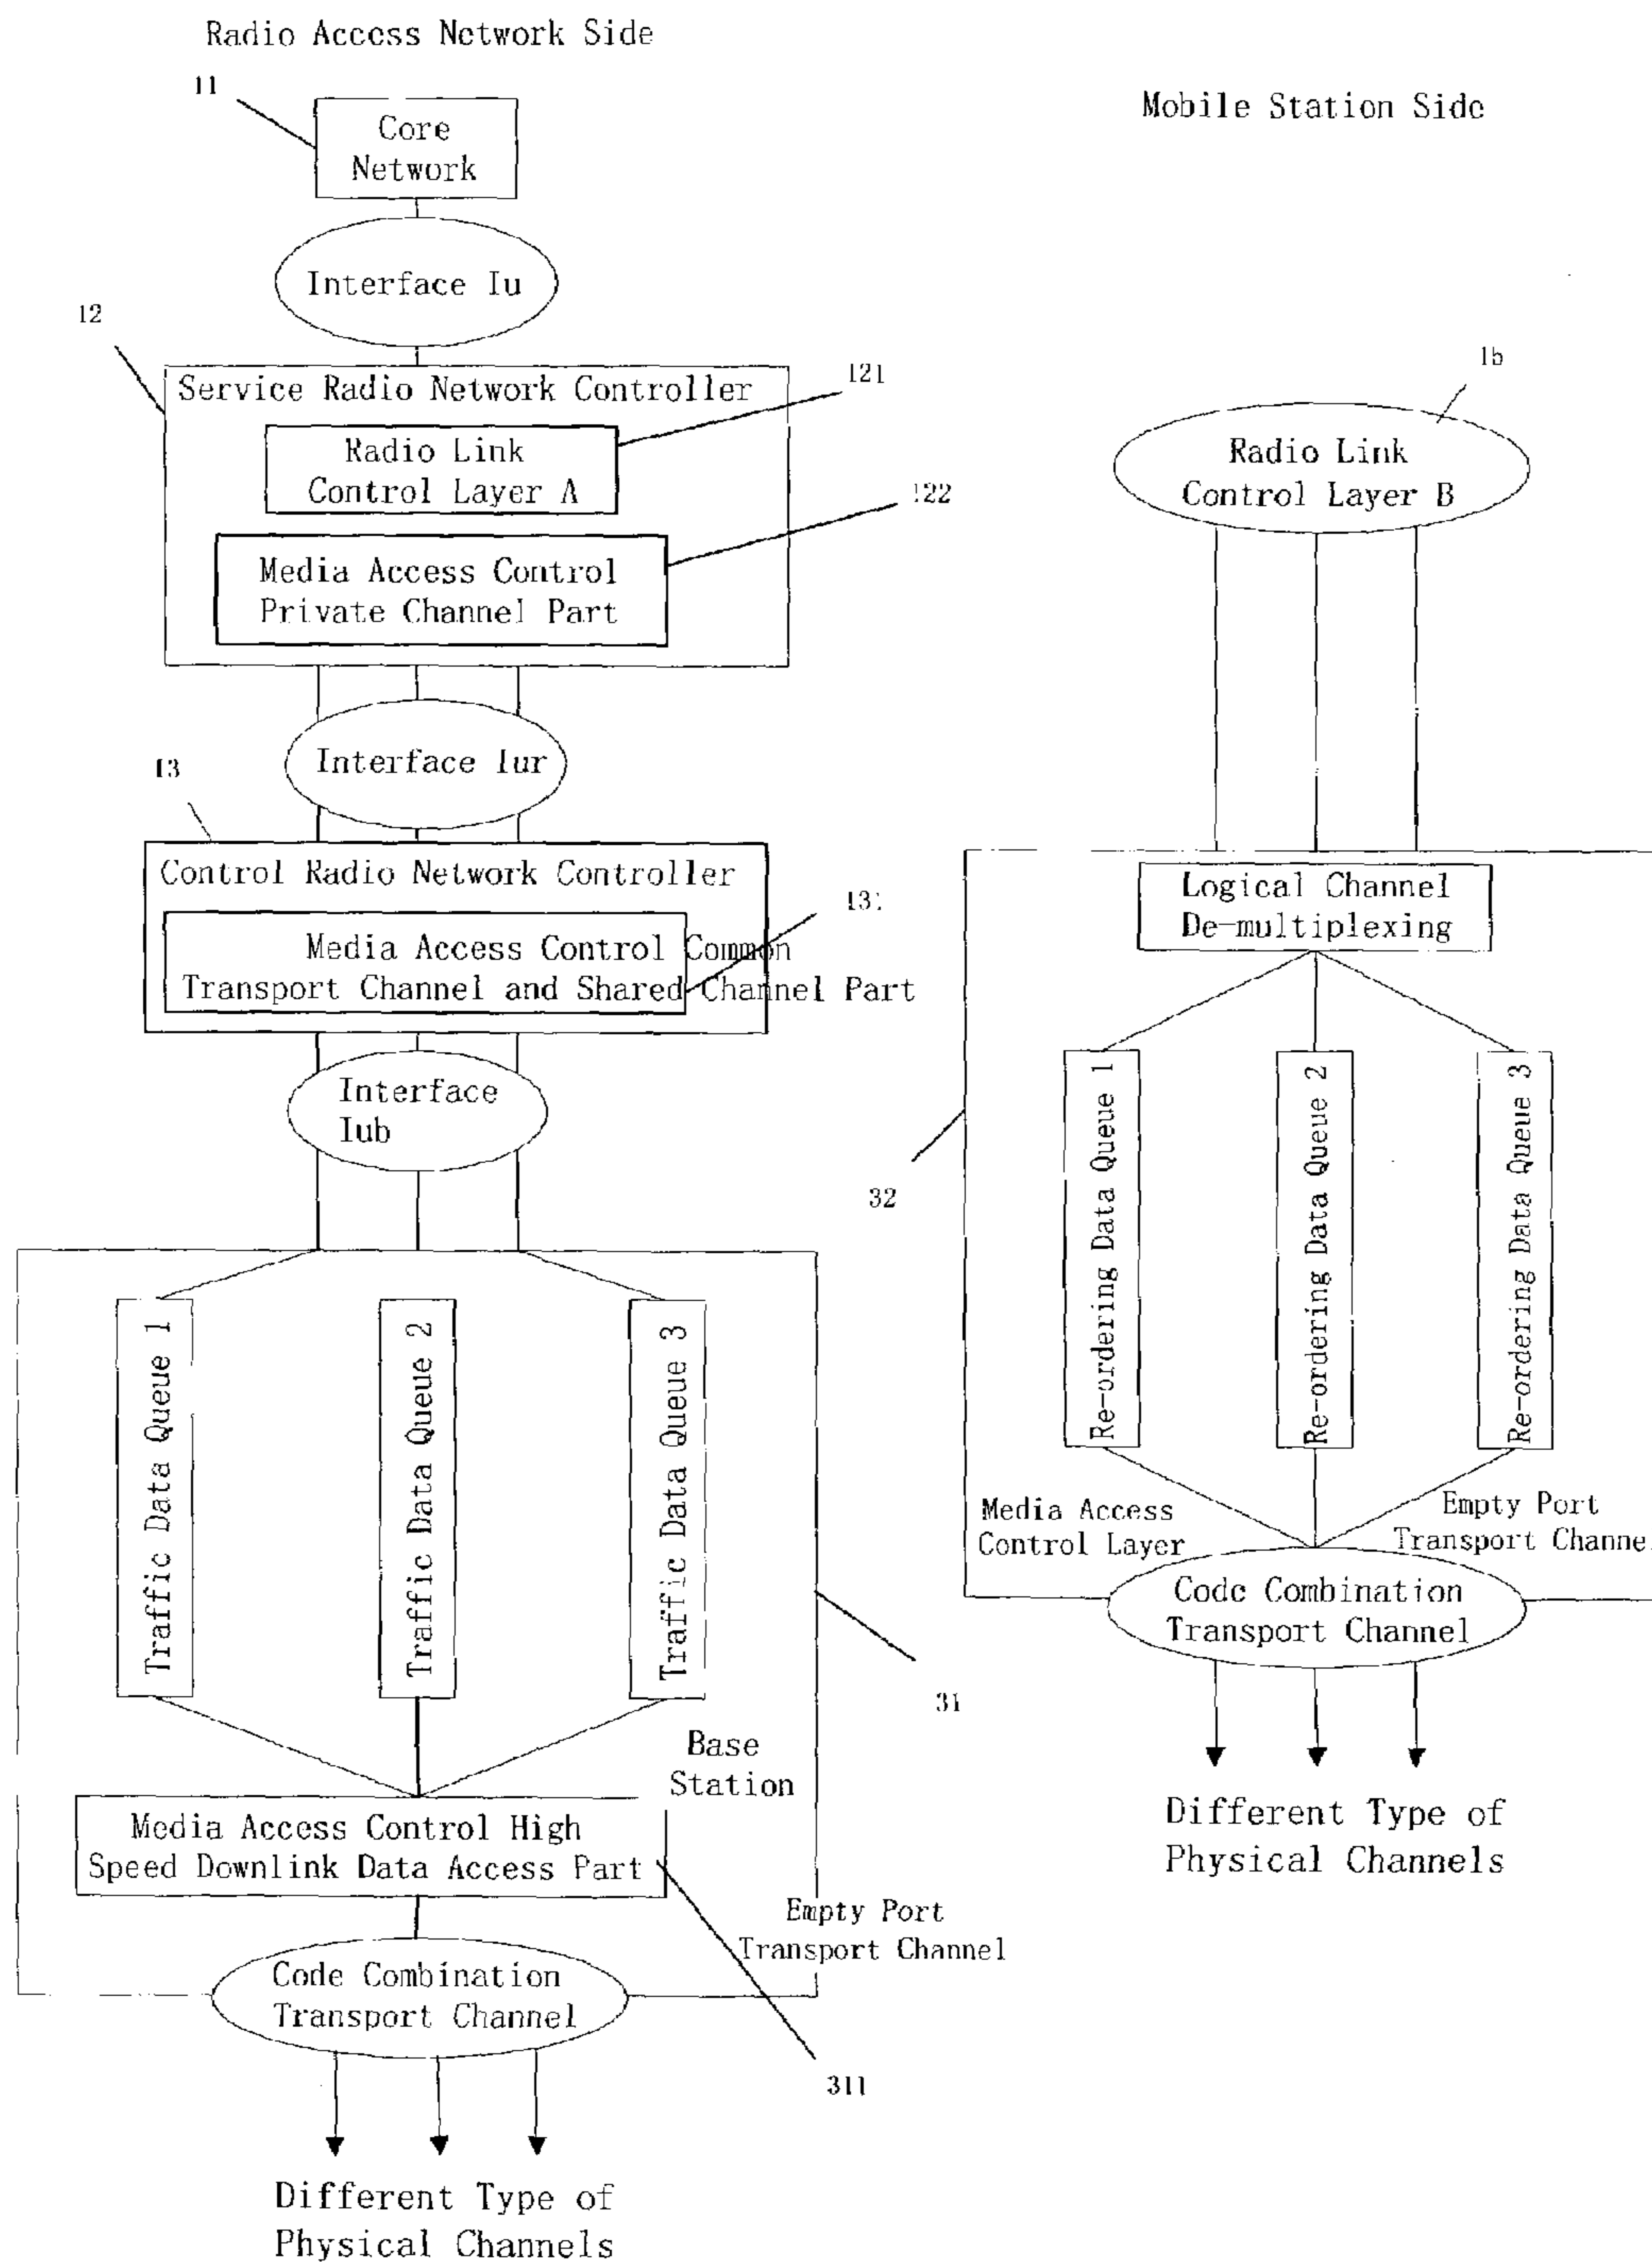 Radio Access Network Side
11
Core
Network
Interface Iu
12
Service Radio Network Controller
121
Radio Link
Control Layer A
122
Media Access Control
Private Channel Part
Interface Iur
13
Control Radio Network Controller
131
Media Access Control Common
Transport Channel and Shared Channel Part
Interface
Iub
Traffic Data Queue 1
Traffic Data Queue 2
Traffic Data Queue 3
31
Base
Station
Media Access Control High
Speed Downlink Data Access Part
Empty Port
Transport Channel
Code Combination
Transport Channel
311
Different Type of
Physical Channels
Mobile Station Side
1b
Radio Link
Control Layer B
Logical Channel
De-multiplexing
32
Re-ordering Data Queue 1
Re-ordering Data Queue 2
Re-ordering Data Queue 3
Media Access
Control Layer
Empty Port
Transport Channe
Code Combination
Transport Channel
Different Type of
Physical Channels